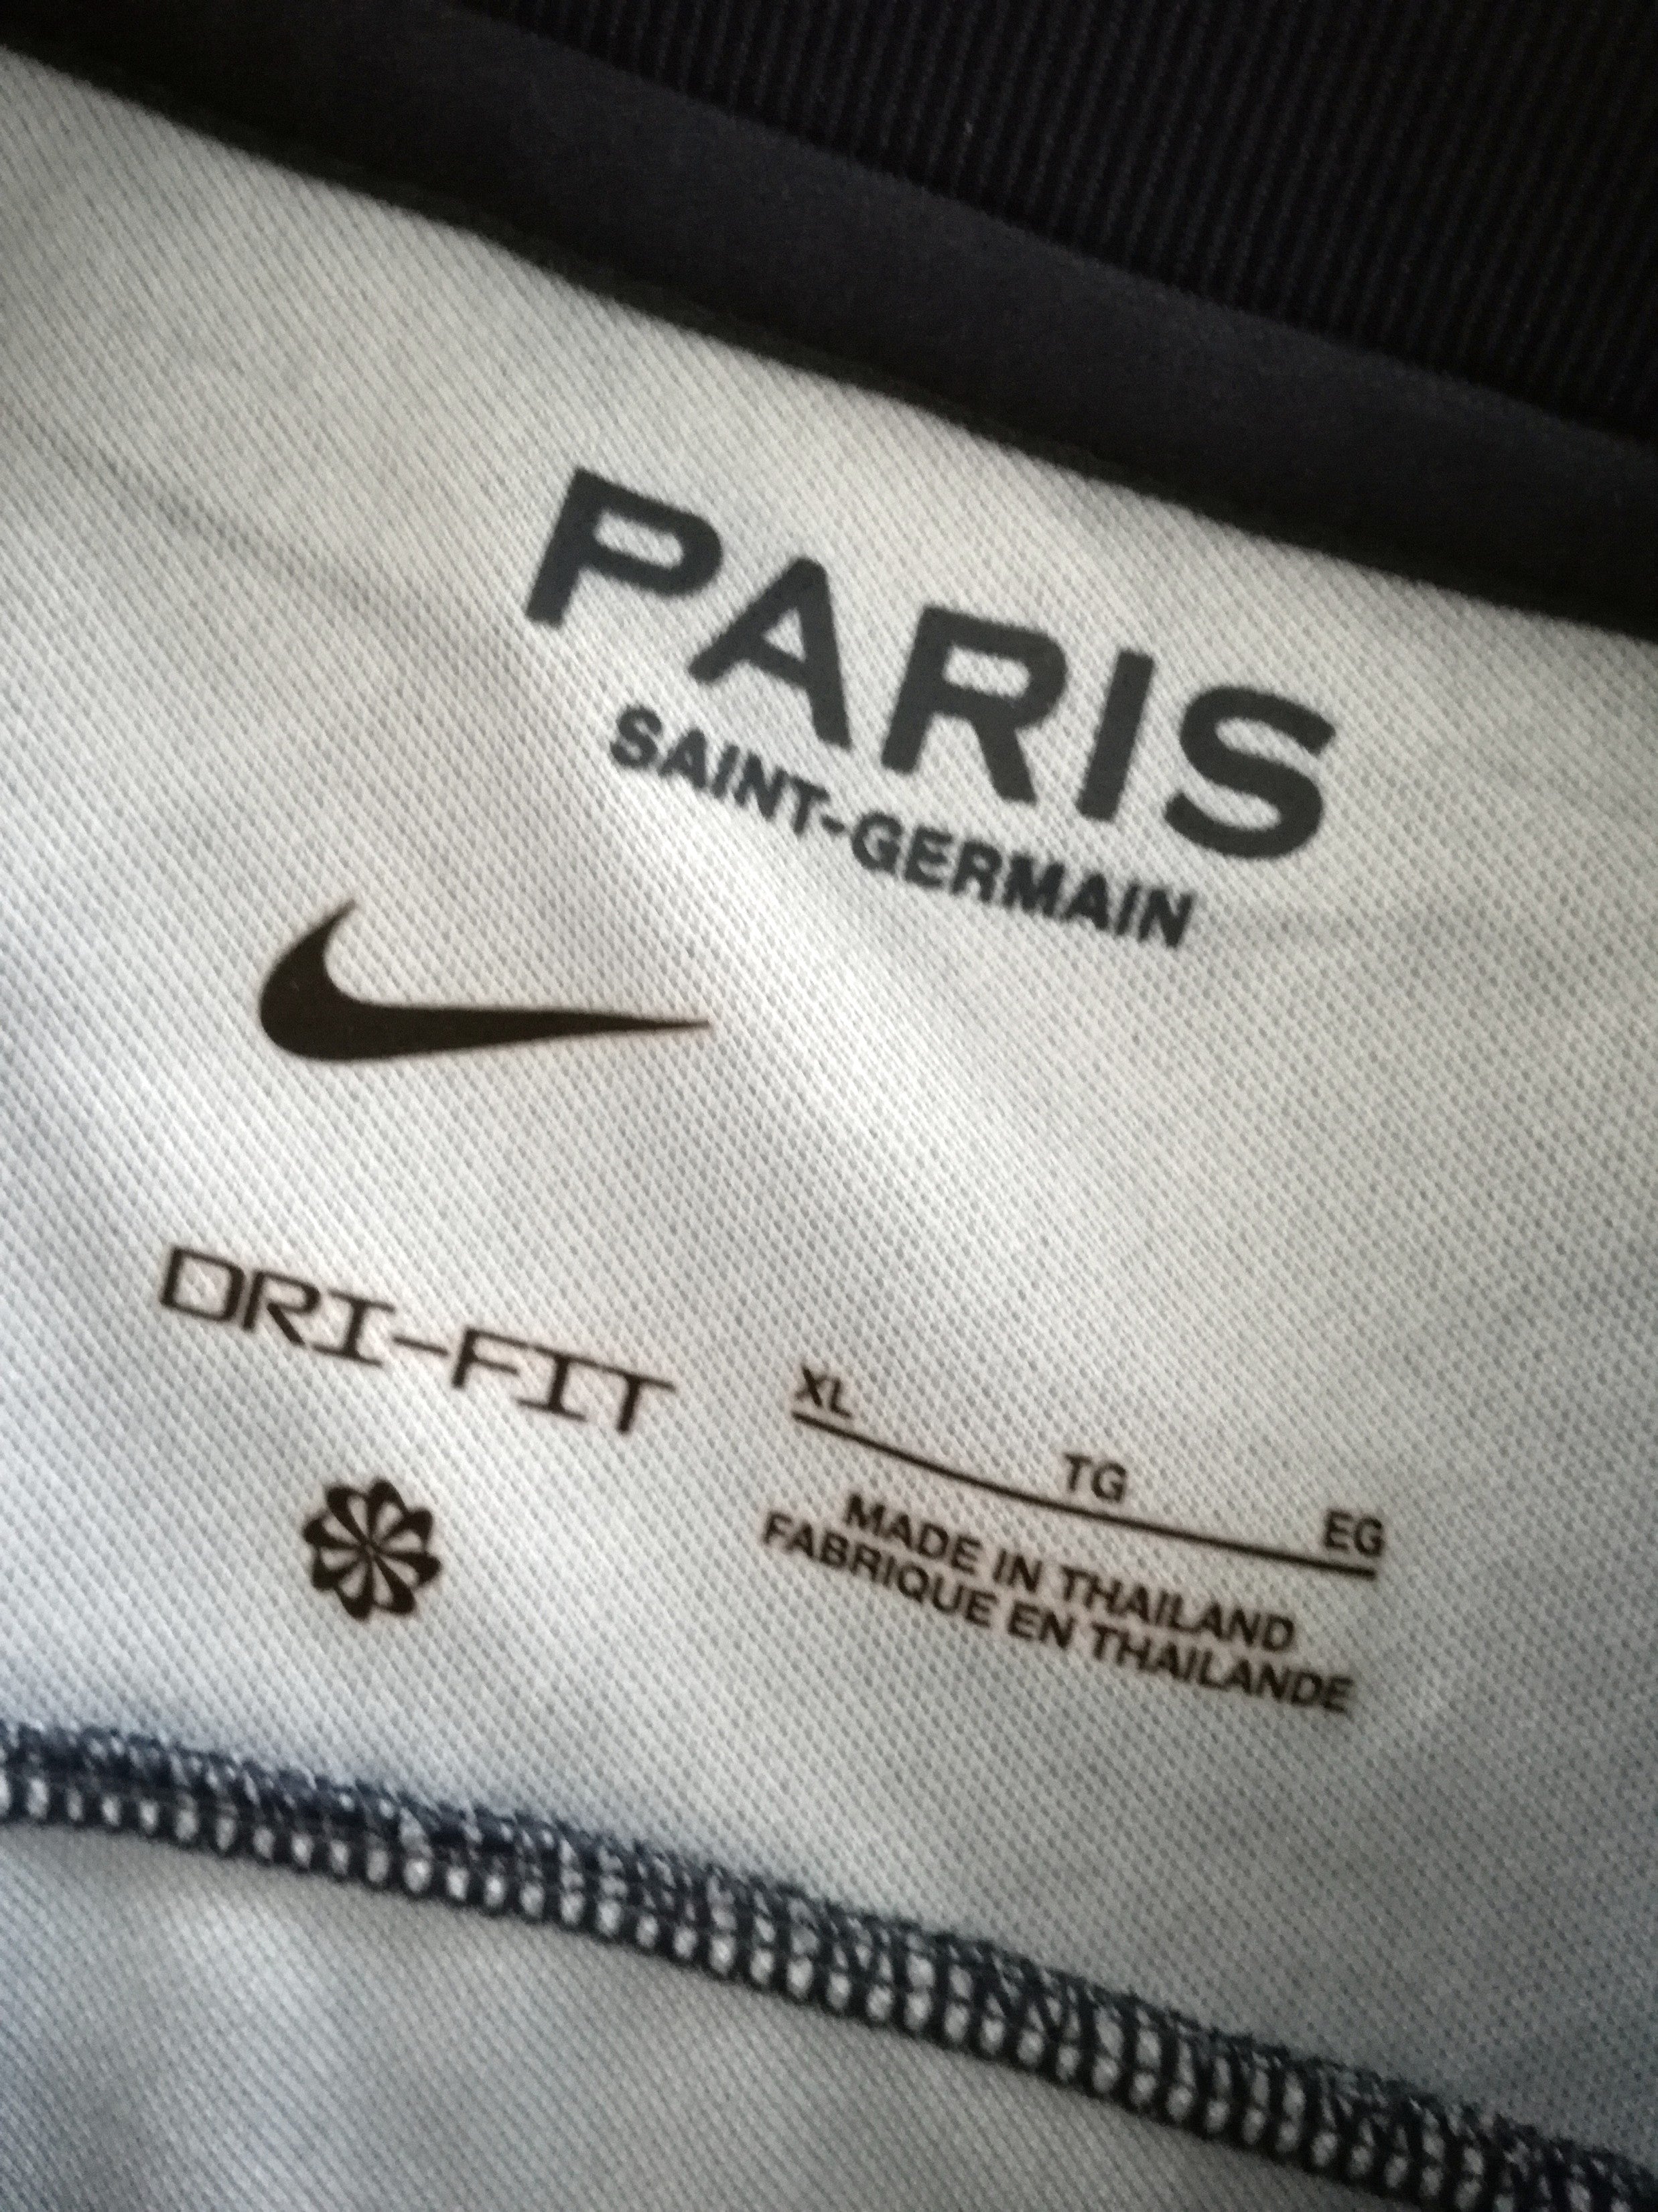 PARIS
SAINT-GERMAIN
DRI-FIT
XL TG EG
MADE IN THAILAND
FABRIQUE EN THAILANDE